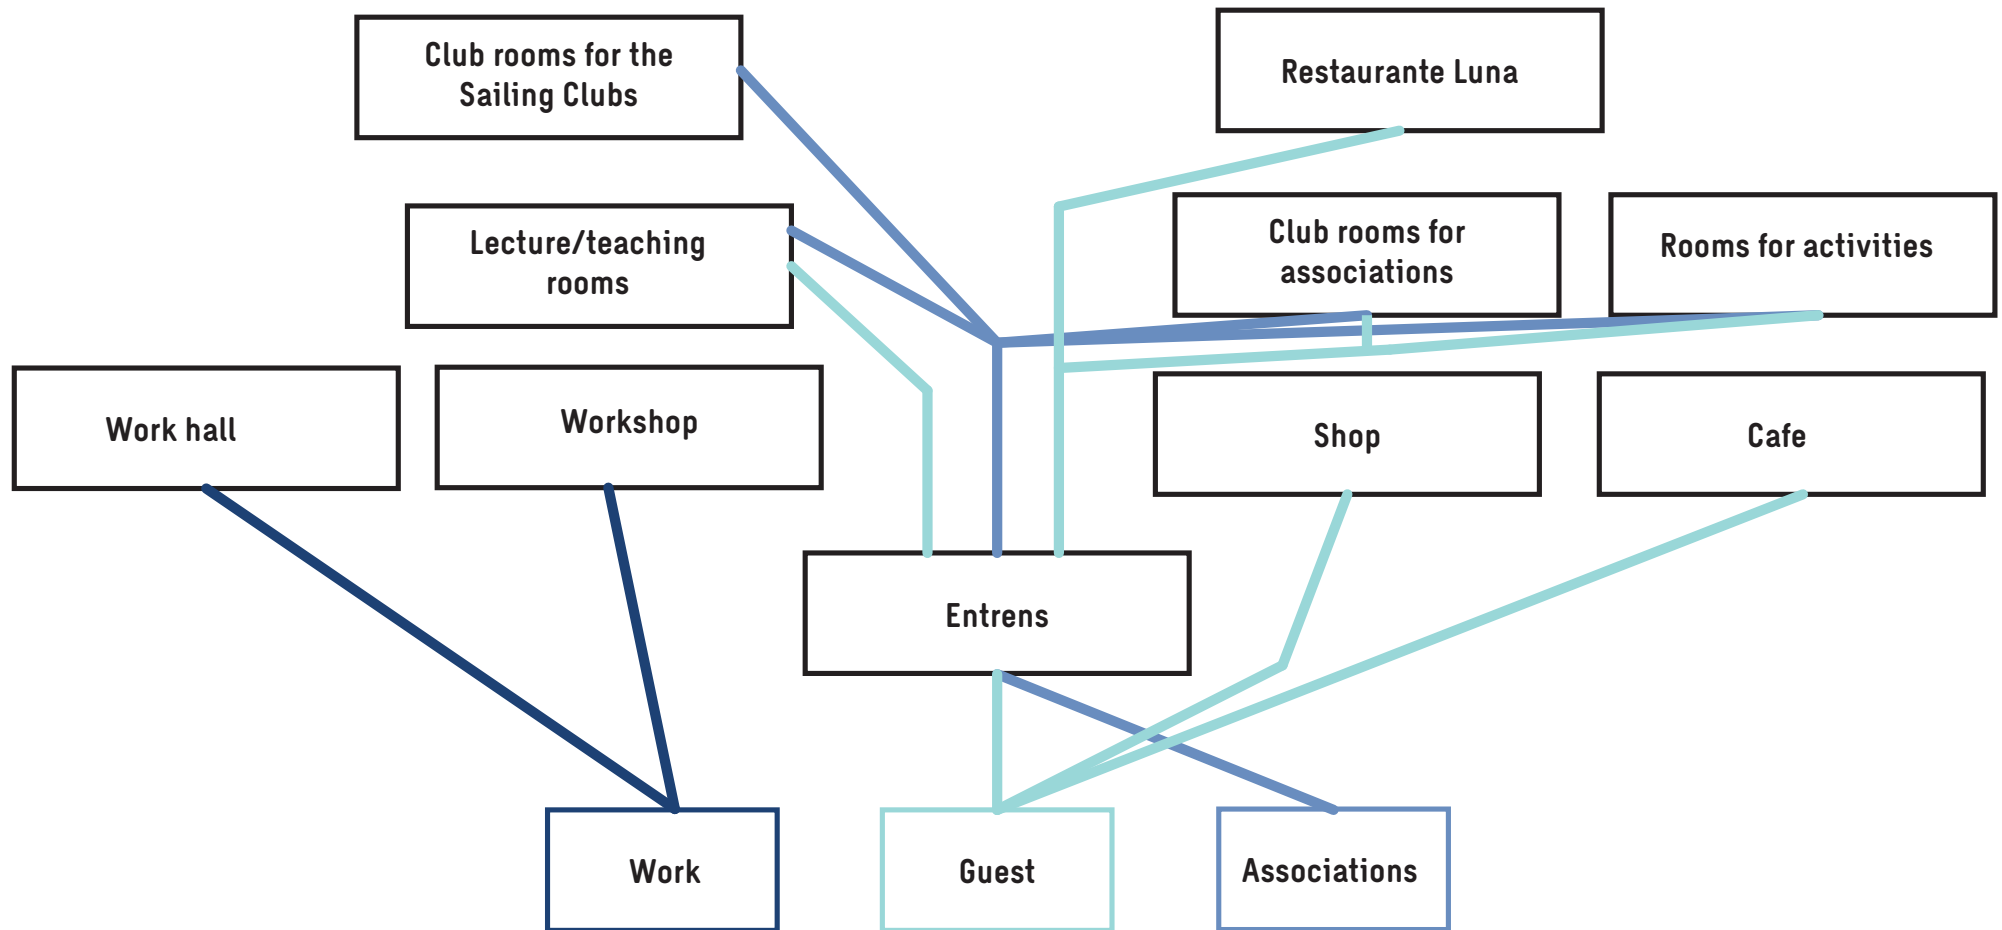 Club rooms for the
Sailing Clubs
Restaurante Luna
Lecture/teaching
rooms
Club rooms for
associations
Rooms for activities
Work hall
Workshop
Shop
Cafe
Entrens
Work
Guest
Associations